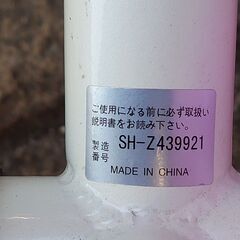 ご使用になる前に必ず取扱い
説明書をお読み下さい。
製造番号 SH-Z439921
MADE IN CHINA